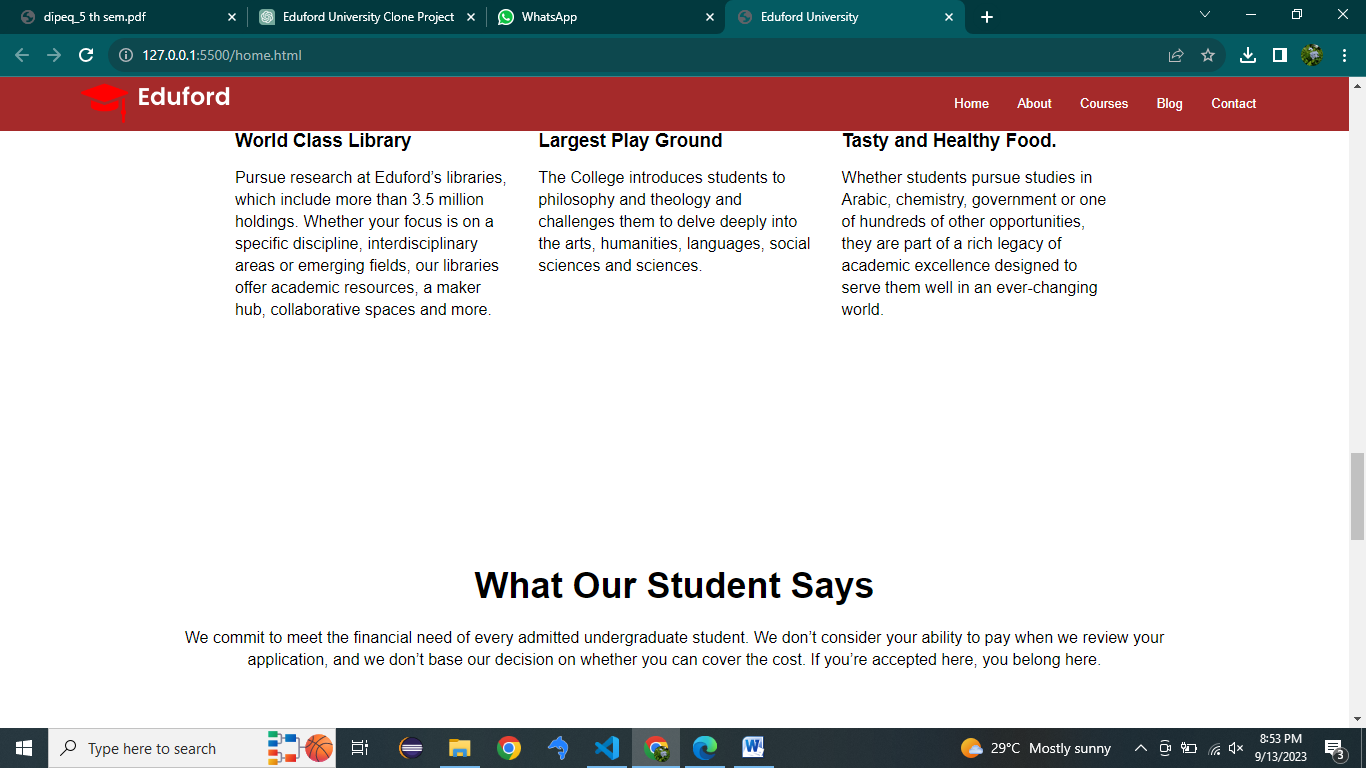 dipeq_5 th sem.pdf
Eduford University Clone Project
WhatsApp
Eduford University
127.0.0.1:5500/home.html
Eduford
Home
About
Courses
Blog
Contact
World Class Library
Pursue research at Eduford’s libraries,
which include more than 3.5 million
holdings. Whether your focus is on a
specific discipline, interdisciplinary
areas or emerging fields, our libraries
offer academic resources, a maker
hub, collaborative spaces and more.
Largest Play Ground
The College introduces students to
philosophy and theology and
challenges them to delve deeply into
the arts, humanities, languages, social
sciences and sciences.
Tasty and Healthy Food.
Whether students pursue studies in
Arabic, chemistry, government or one
of hundreds of other opportunities,
they are part of a rich legacy of
academic excellence designed to
serve them well in an ever-changing
world.
What Our Student Says
We commit to meet the financial need of every admitted undergraduate student. We don’t consider your ability to pay when we review your
application, and we don’t base our decision on whether you can cover the cost. If you’re accepted here, you belong here.
Type here to search
29°C Mostly sunny
8:53 PM
9/13/2023
3